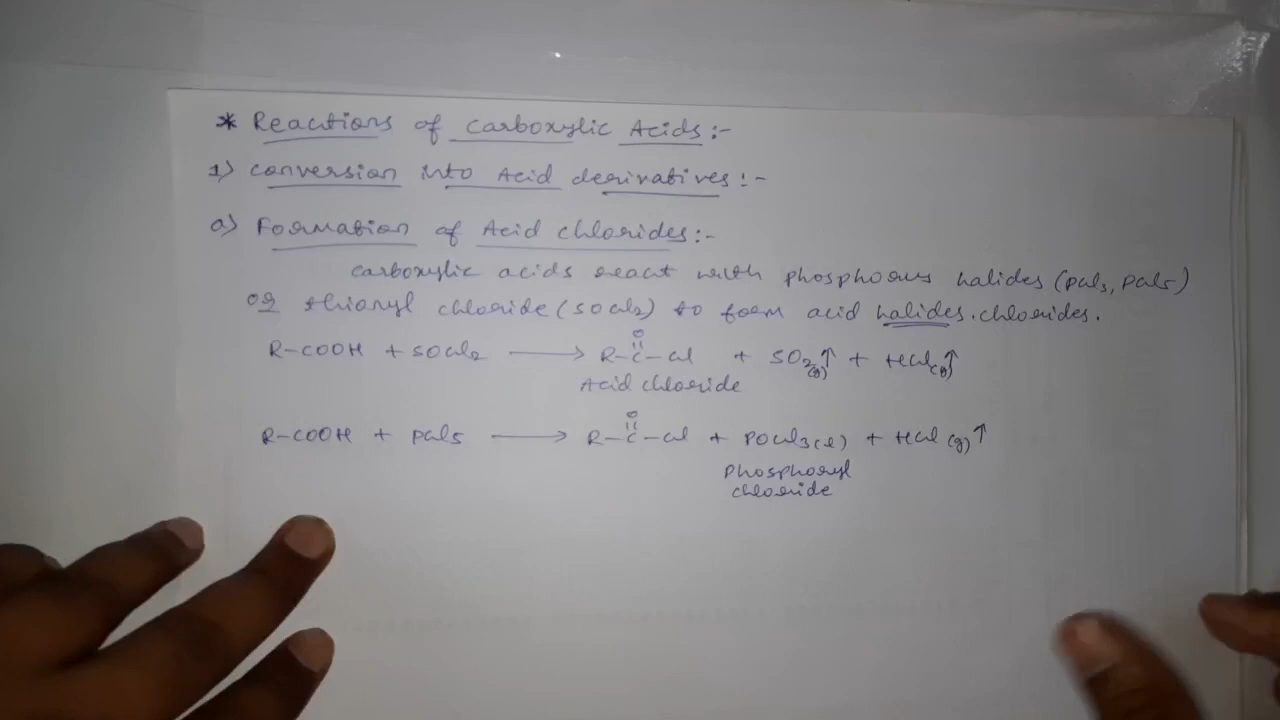 * Reactions of Carboxylic Acids:-
1) Conversion into Acid derivatives:-
a) Formation of Acid chlorides:-
Carboxylic acids react with phosphorus halides (PCl3, PCl5)
or thionyl chloride (SOCl2) to form acid halides. chlorides.
R-COOH + SOCl2 → R-C(=O)-Cl + SO2(g)↑ + HCl(g)↑
Acid chloride
R-COOH + PCl5 → R-C(=O)-Cl + POCl3(l) + HCl(g)↑
Phosphoryl
chloride